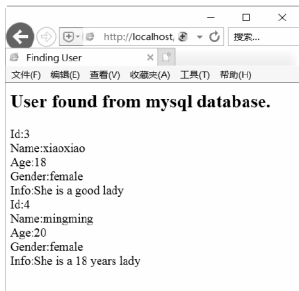 http://localhost,
搜索...
Finding User
文件(F) 编辑(E) 查看(V) 收藏夹(A) 工具(T) 帮助(H)
User found from mysql database.
Id:3
Name:xiaoxiao
Age:18
Gender:female
Info:She is a good lady
Id:4
Name:mingming
Age:20
Gender:female
Info:She is a 18 years lady